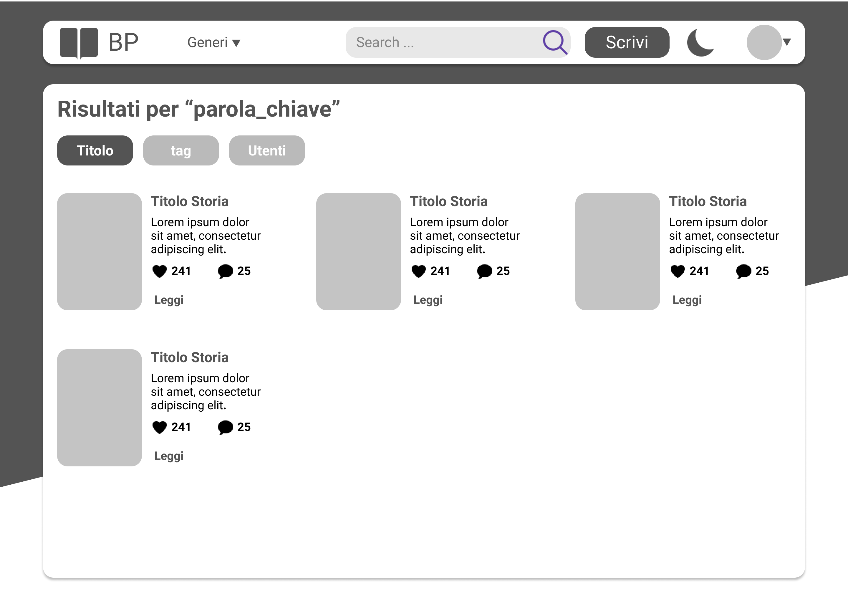 BP
Generi
Search ...
Scrivi
Risultati per “parola_chiave”
Titolo
tag
Utenti
Titolo Storia
Lorem ipsum dolor
sit amet, consectetur
adipiscing elit.
241 25
Leggi
Titolo Storia
Lorem ipsum dolor
sit amet, consectetur
adipiscing elit.
241 25
Leggi
Titolo Storia
Lorem ipsum dolor
sit amet, consectetur
adipiscing elit.
241 25
Leggi
Titolo Storia
Lorem ipsum dolor
sit amet, consectetur
adipiscing elit.
241 25
Leggi